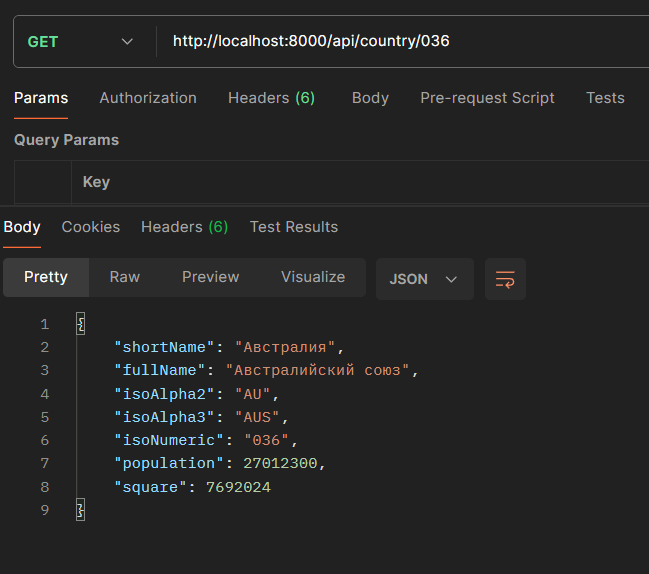 GET http://localhost:8000/api/country/036
Params Authorization Headers (6) Body Pre-request Script Tests
Query Params
Key
Body Cookies Headers (6) Test Results
Pretty Raw Preview Visualize JSON
1 {
2 "shortName": "Австралия",
3 "fullName": "Австралийский союз",
4 "isoAlpha2": "AU",
5 "isoAlpha3": "AUS",
6 "isoNumeric": "036",
7 "population": 27012300,
8 "square": 7692024
9 }